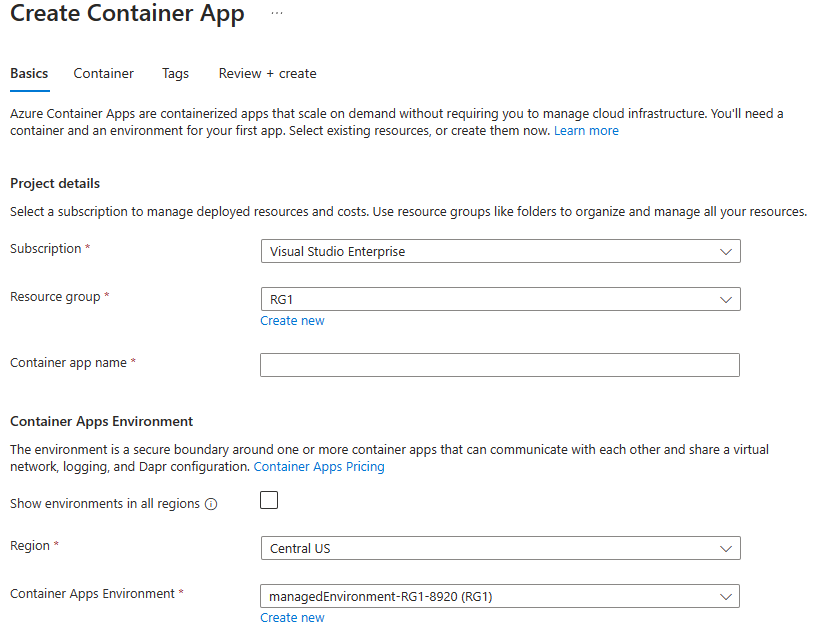 Create Container App ...
Basics Container Tags Review + create
Azure Container Apps are containerized apps that scale on demand without requiring you to manage cloud infrastructure. You'll need a
container and an environment for your first app. Select existing resources, or create them now. Learn more
Project details
Select a subscription to manage deployed resources and costs. Use resource groups like folders to organize and manage all your resources.
Subscription * Visual Studio Enterprise
Resource group * RG1
Create new
Container app name *
Container Apps Environment
The environment is a secure boundary around one or more container apps that can communicate with each other and share a virtual
network, logging, and Dapr configuration. Container Apps Pricing
Show environments in all regions
Region * Central US
Container Apps Environment * managedEnvironment-RG1-8920 (RG1)
Create new